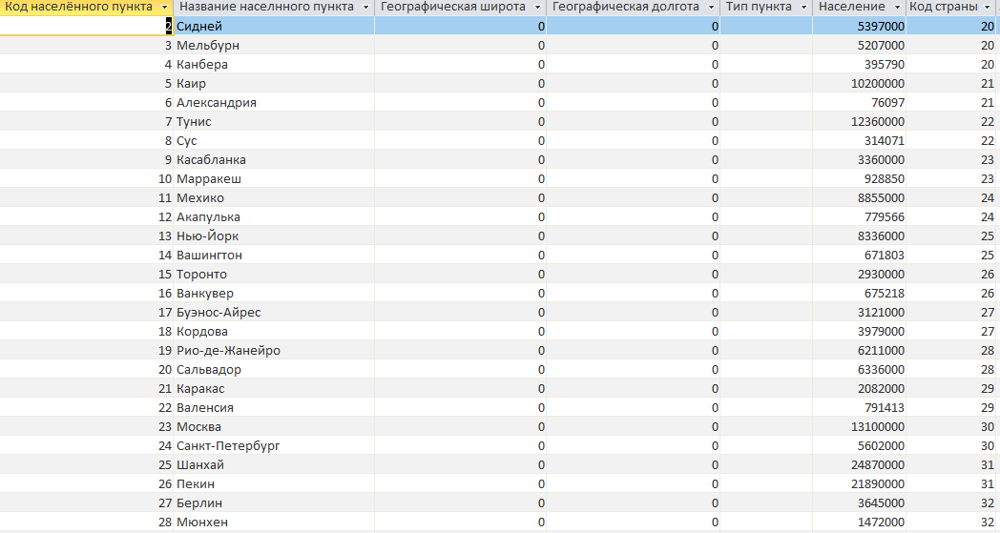 Код населённого пункта Название населнного пункта Географическая широта Географическая долгота Тип пункта Население Код страны
2 Сидней 0 0 5397000 20
3 Мельбурн 0 0 5207000 20
4 Канбера 0 0 395790 20
5 Каир 0 0 10200000 21
6 Александрия 0 0 76097 21
7 Тунис 0 0 12360000 22
8 Сус 0 0 314071 22
9 Касабланка 0 0 3360000 23
10 Марракеш 0 0 928850 23
11 Мехико 0 0 8855000 24
12 Акапулька 0 0 779566 24
13 Нью-Йорк 0 0 8336000 25
14 Вашингтон 0 0 671803 25
15 Торонто 0 0 2930000 26
16 Ванкувер 0 0 675218 26
17 Буэнос-Айрес 0 0 3121000 27
18 Кордова 0 0 3979000 27
19 Рио-де-Жанейро 0 0 6211000 28
20 Сальвадор 0 0 6336000 28
21 Каракас 0 0 2082000 29
22 Валенсия 0 0 791413 29
23 Москва 0 0 13100000 30
24 Санкт-Петербург 0 0 5602000 30
25 Шанхай 0 0 24870000 31
26 Пекин 0 0 21890000 31
27 Берлин 0 0 3645000 32
28 Мюнхен 0 0 1472000 32